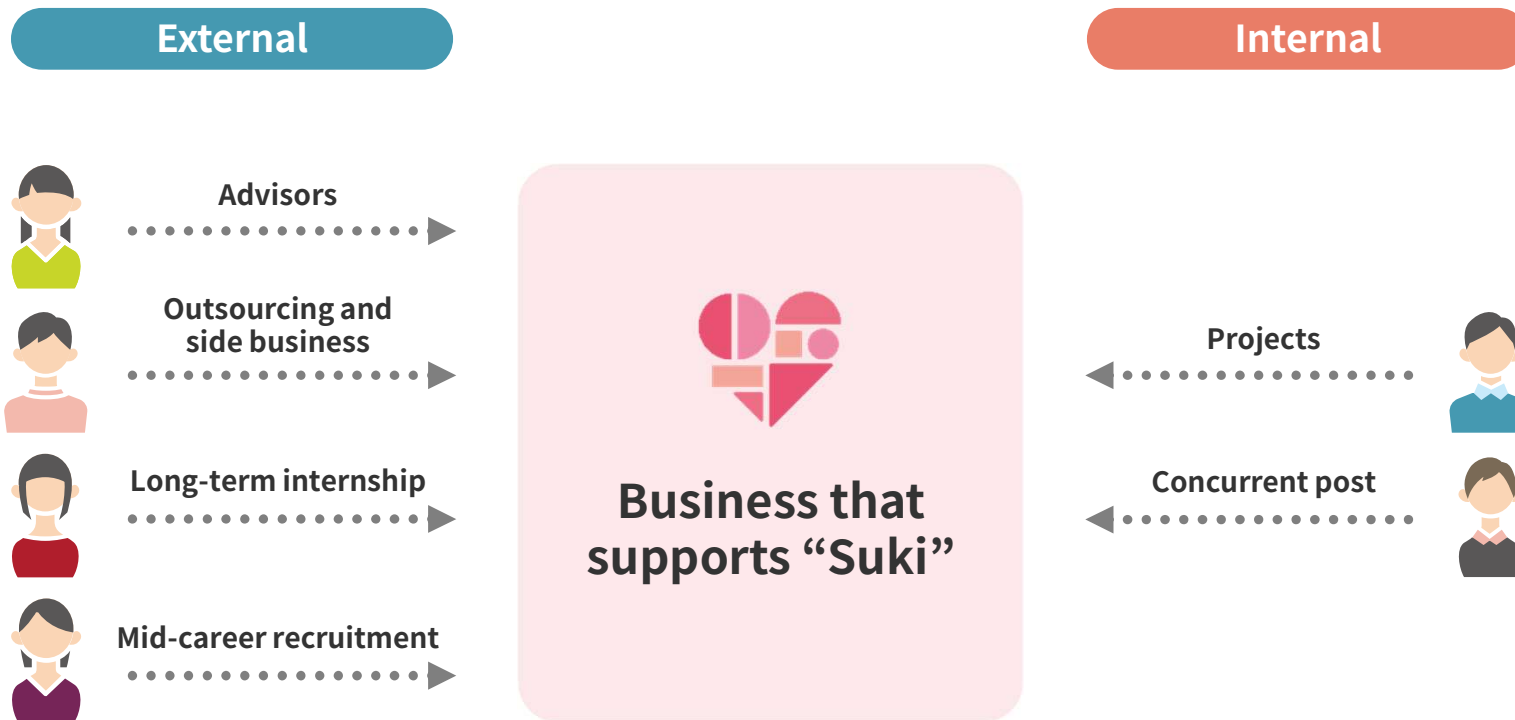 External
Internal
Advisors
Outsourcing and
side business
Long-term internship
Mid-career recruitment
Business that
supports “Suki”
Projects
Concurrent post